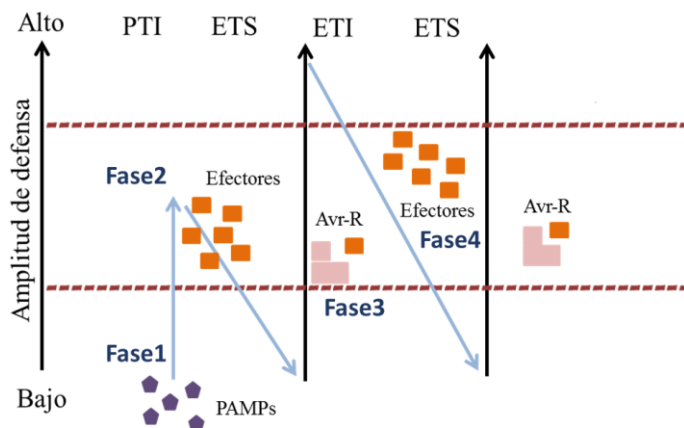 Alto PTI ETS ETI ETS
Amplitud de defensa
Fase2 Efectores
Avr-R Efectores Avr-R
Fase4
Fase3
Fase1
Bajo PAMPs